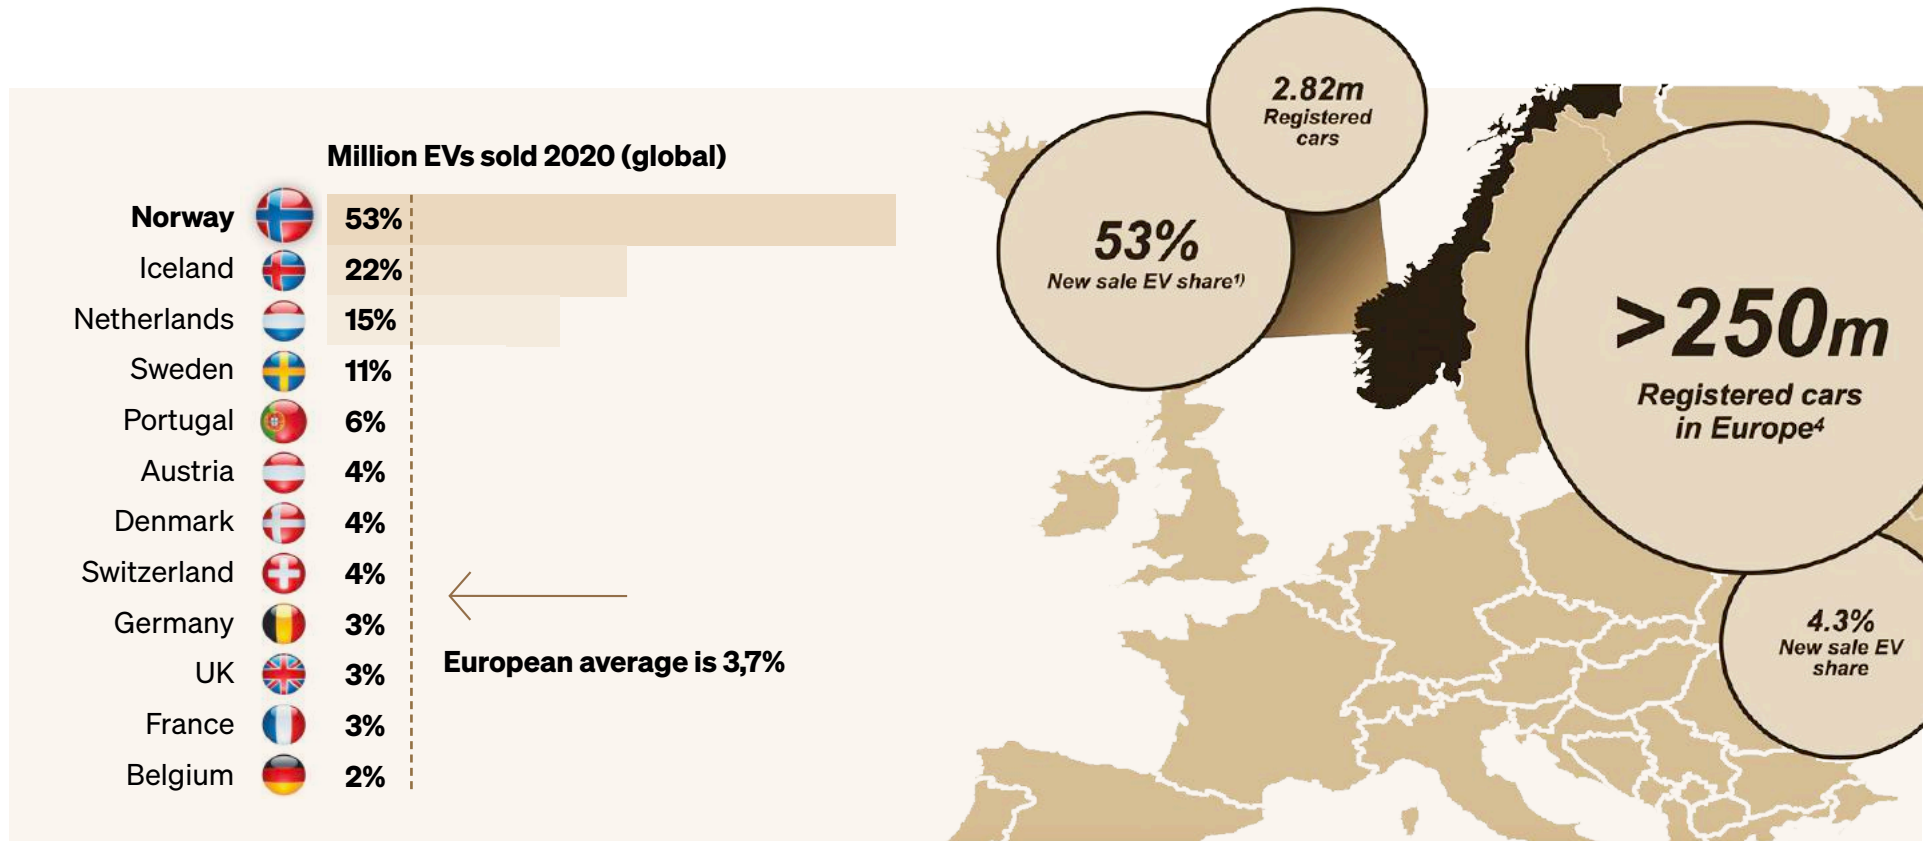 Million EVs sold 2020 (global)
Norway 53%
Iceland 22%
Netherlands 15%
Sweden 11%
Portugal 6%
Austria 4%
Denmark 4%
Switzerland 4%
Germany 3%
UK 3%
France 3%
Belgium 2%
European average is 3,7%
2.82m
Registered
cars
53%
New sale EV share¹⁾
>250m
Registered cars
in Europe⁴
4.3%
New sale EV
share